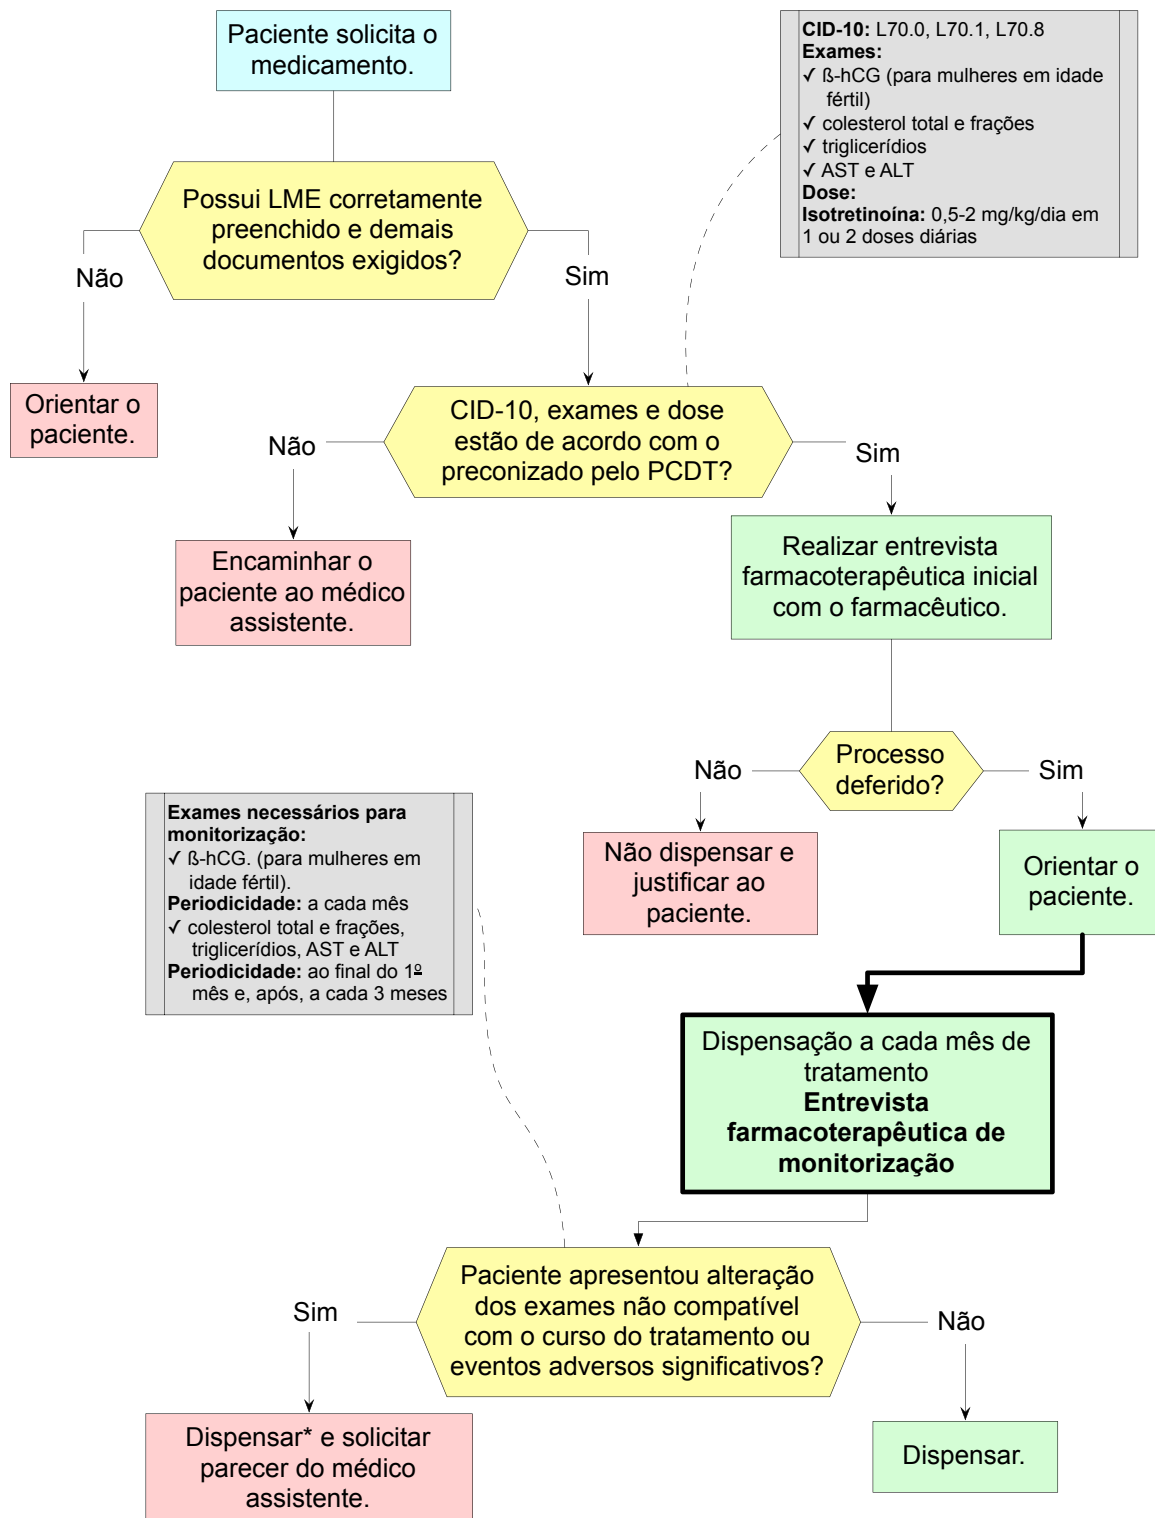 Paciente solicita o
medicamento.
CID-10: L70.0, L70.1, L70.8
Exames:
✓ ß-hCG (para mulheres em idade
fértil)
✓ colesterol total e frações
✓ triglicerídios
✓ AST e ALT
Dose:
Isotretinoína: 0,5-2 mg/kg/dia em
1 ou 2 doses diárias
Possui LME corretamente
preenchido e demais
documentos exigidos?
Não
Sim
Orientar o
paciente.
CID-10, exames e dose
estão de acordo com o
preconizado pelo PCDT?
Não
Sim
Encaminhar o
paciente ao médico
assistente.
Realizar entrevista
farmacoterapêutica inicial
com o farmacêutico.
Processo
deferido?
Não
Sim
Exames necessários para
monitorização:
✓ ß-hCG. (para mulheres em
idade fértil).
Periodicidade: a cada mês
✓ colesterol total e frações,
triglicerídios, AST e ALT
Periodicidade: ao final do 1º
mês e, após, a cada 3 meses
Não dispensar e
justificar ao
paciente.
Orientar o
paciente.
Dispensação a cada mês de
tratamento
Entrevista
farmacoterapêutica de
monitorização
Paciente apresentou alteração
dos exames não compatível
com o curso do tratamento ou
eventos adversos significativos?
Sim
Não
Dispensar* e solicitar
parecer do médico
assistente.
Dispensar.